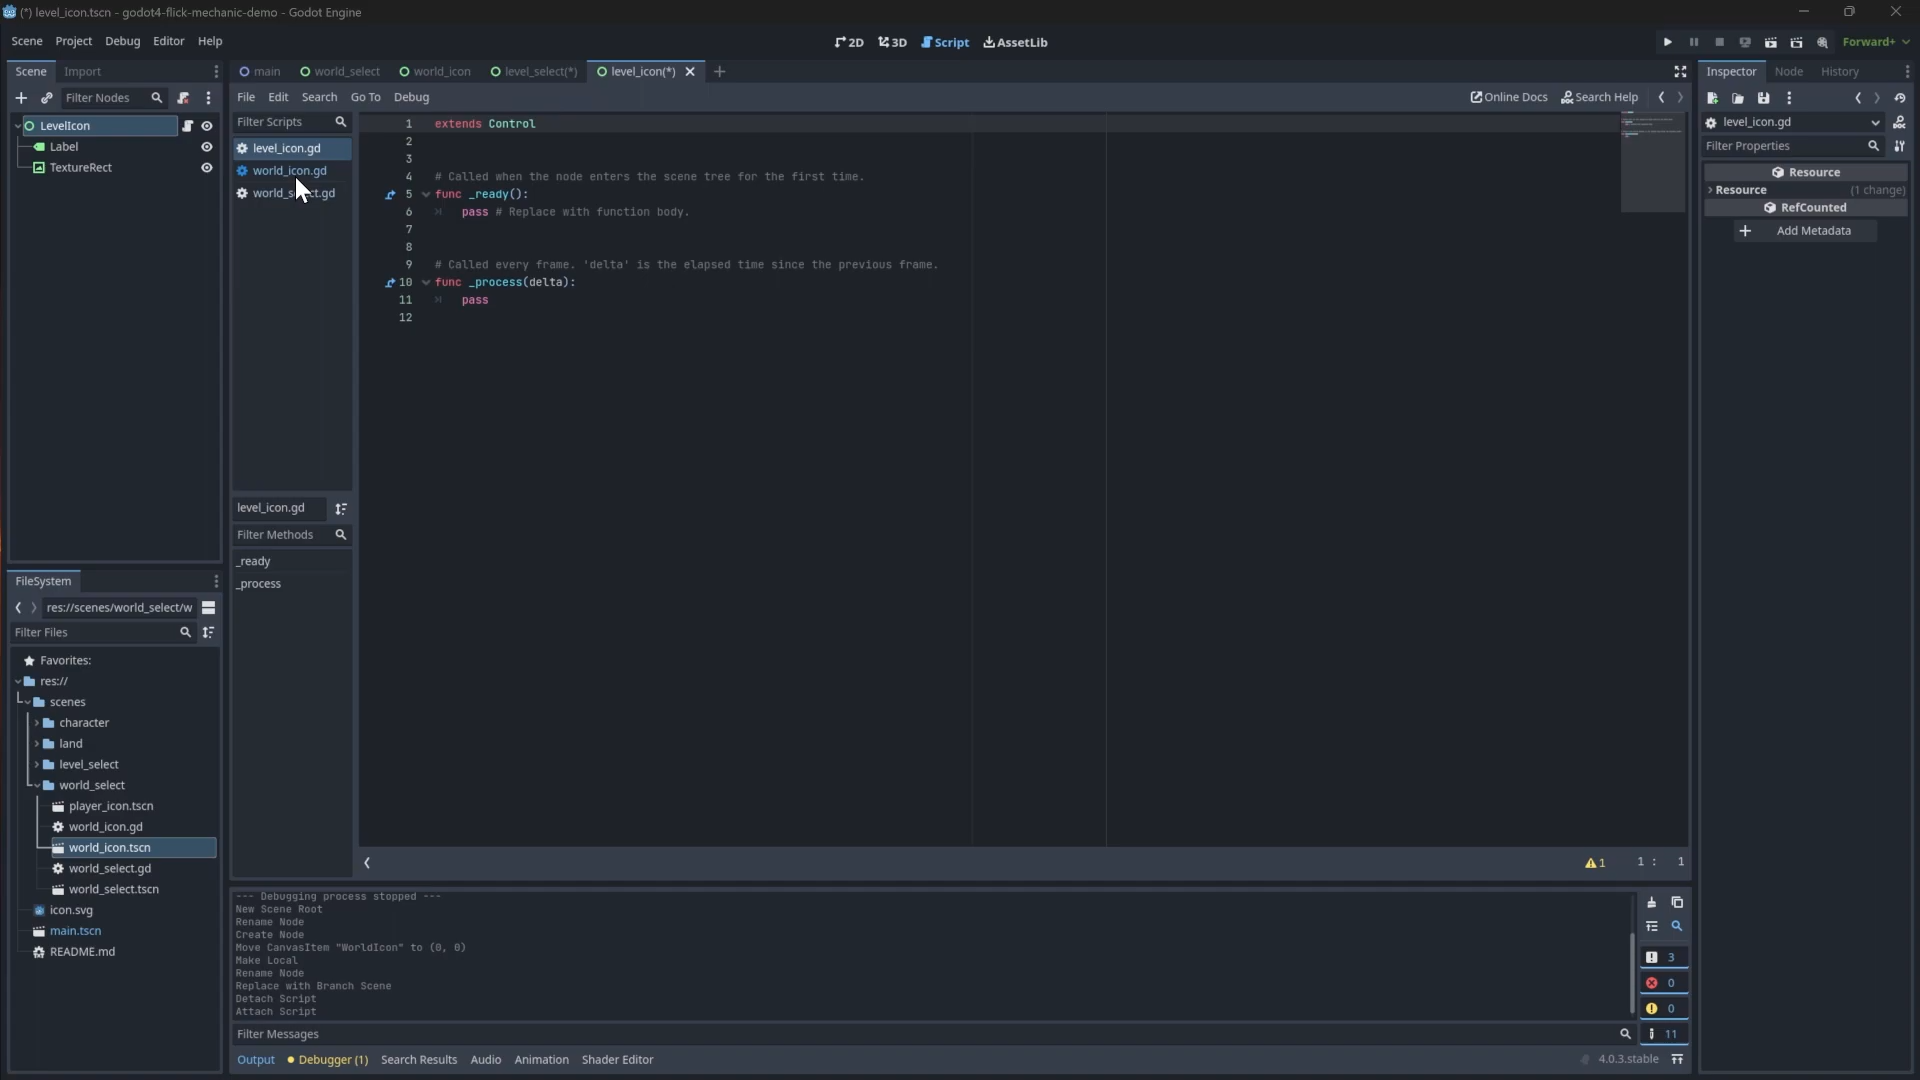 (*) level_icon.tscn - godot4-flick-mechanic-demo - Godot Engine
Scene Project Debug Editor Help
2D 3D Script AssetLib
Forward+
Scene Import
main world_select world_icon level_select(*) level_icon(*)
Inspector Node History
Filter Nodes
File Edit Search Go To Debug
Online Docs Search Help
LevelIcon
Label
TextureRect
Filter Scripts
level_icon.gd
world_icon.gd
world_select.gd
1 extends Control
2
3
4 # Called when the node enters the scene tree for the first time.
5 func _ready():
6 pass # Replace with function body.
7
8
9 # Called every frame. 'delta' is the elapsed time since the previous frame.
10 func _process(delta):
11 pass
12
level_icon.gd
Filter Properties
Resource
Resource (1 change)
RefCounted
Add Metadata
level_icon.gd
Filter Methods
_ready
_process
FileSystem
res://scenes/world_select/w
Filter Files
Favorites:
res://
scenes
character
land
level_select
world_select
player_icon.tscn
world_icon.gd
world_icon.tscn
world_select.gd
world_select.tscn
icon.svg
main.tscn
README.md
1 1 : 1
--- Debugging process stopped ---
New Scene Root
Rename Node
Create Node
Move CanvasItem "WorldIcon" to (0, 0)
Make Local
Rename Node
Replace with Branch Scene
Detach Script
Attach Script
3
0
0
11
Filter Messages
Output Debugger (1) Search Results Audio Animation Shader Editor
4.0.3.stable